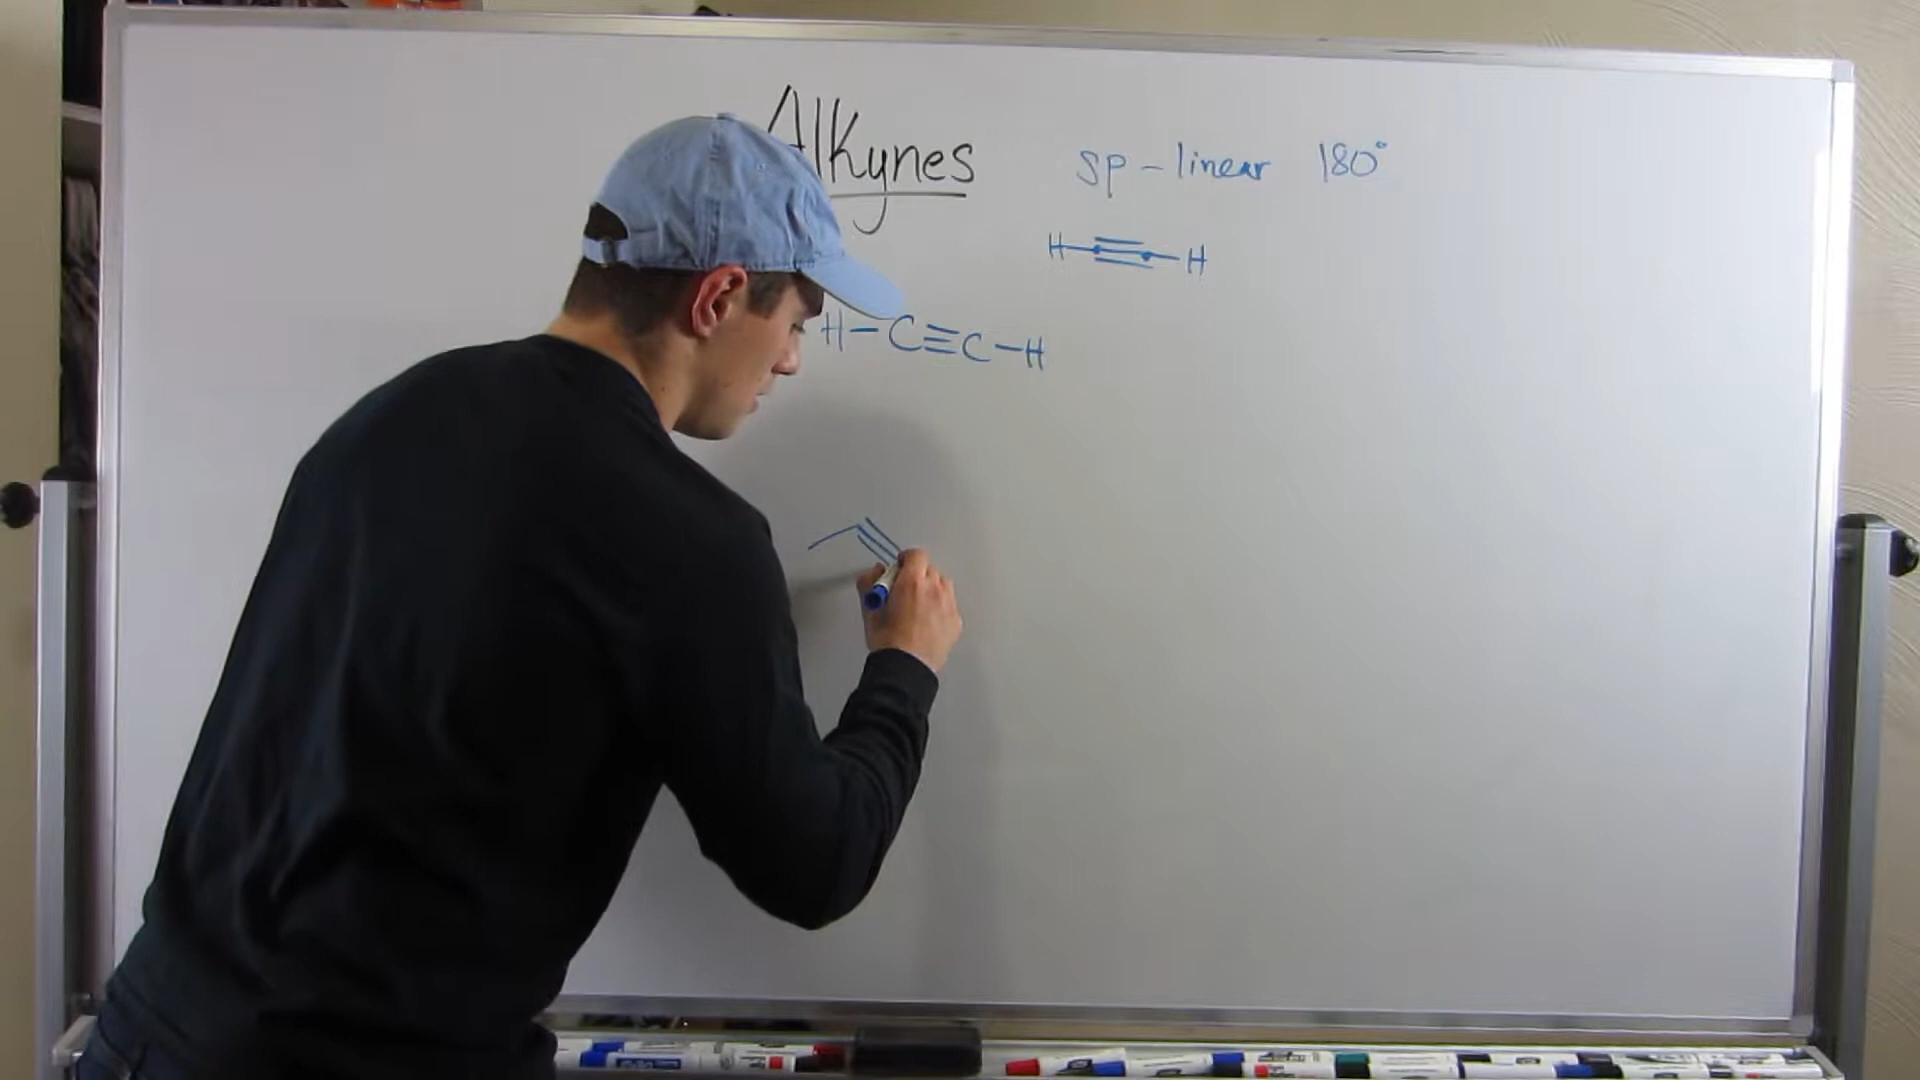 Alkynes
sp - linear 180°
H-≡-H
H-C≡C-H